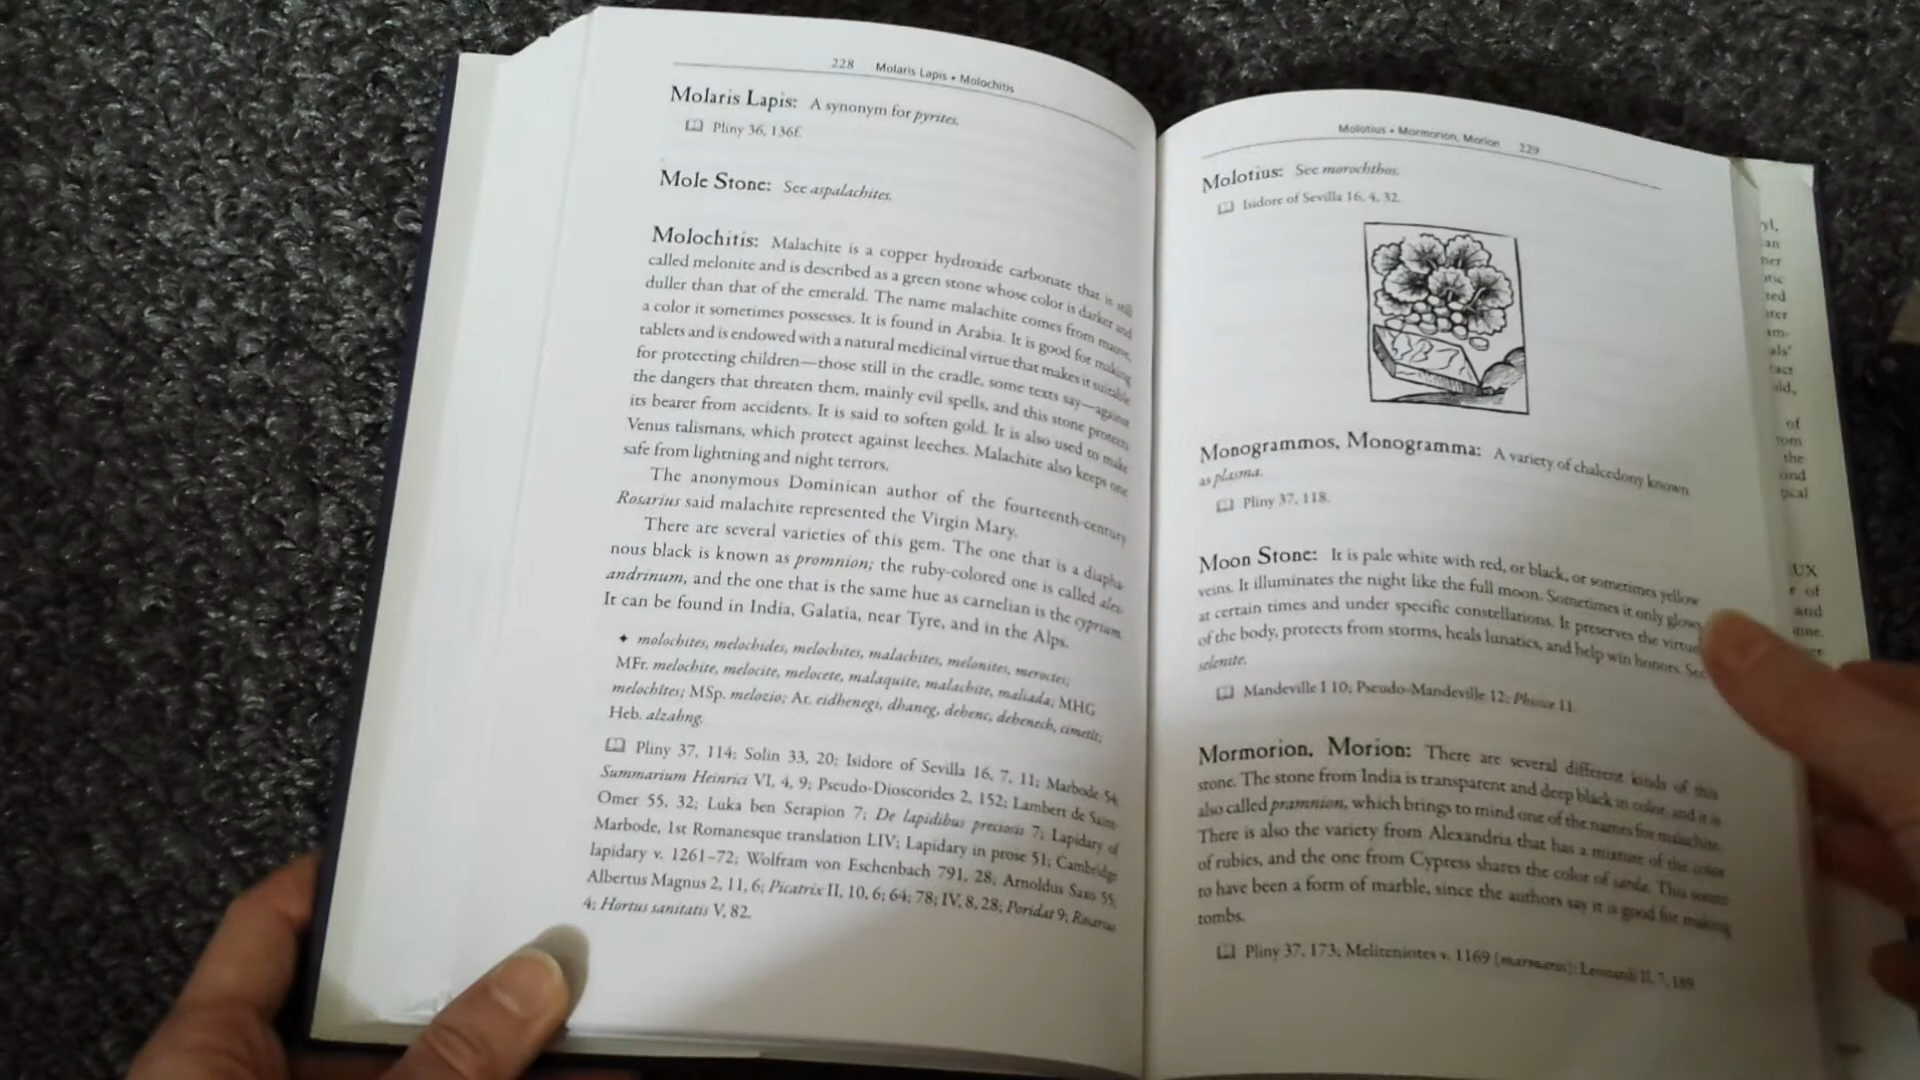 228 Molaris Lapis • Molochitis
Molaris Lapis: A synonym for pyrites.
Pliny 36, 136f.
Mole Stone: See aspalachites.
Molochitis: Malachite is a copper hydroxide carbonate that is still
called melonite and is described as a green stone whose color is darker and
duller than that of the emerald. The name malachite comes from mauve,
a color it sometimes possesses. It is found in Arabia. It is good for making
tablets and is endowed with a natural medicinal virtue that makes it suitable
for protecting children—those still in the cradle, some texts say—against
the dangers that threaten them, mainly evil spells, and this stone protects
its bearer from accidents. It is said to soften gold. It is also used to make
Venus talismans, which protect against leeches. Malachite also keeps one
safe from lightning and night terrors.
The anonymous Dominican author of the fourteenth-century
Rosarius said malachite represented the Virgin Mary.
There are several varieties of this gem. The one that is a diapha-
nous black is known as promnion; the ruby-colored one is called alex-
andrinum, and the one that is the same hue as carnelian is the cyprium.
It can be found in India, Galatia, near Tyre, and in the Alps.
✦ molochites, melochides, melochites, malachites, melonites, meroctes;
MFr. melochite, melocite, melocete, malaquite, malachite, maliada; MHG
melochîtes; MSp. melozio; Ar. eidhenegi, dhaneg, debenc, debenech, cimetit;
Heb. alzahng.
Pliny 37, 114; Solin 33, 20; Isidore of Sevilla 16, 7, 11; Marbode 54;
Summarium Heinrici VI, 4, 9; Pseudo-Dioscorides 2, 152; Lambert de Saint-
Omer 55, 32; Luka ben Serapion 7; De lapidibus preciosis 7; Lapidary of
Marbode, 1st Romanesque translation LIV; Lapidary in prose 51; Cambridge
lapidary v. 1261–72; Wolfram von Eschenbach 791, 28; Arnoldus Saxo 55;
Albertus Magnus 2, 11, 6; Picatrix II, 10, 6; 64; 78; IV, 8, 28; Poridat 9; Rosarius
4; Hortus sanitatis V, 82.
Molotius • Mormorion, Morion 229
Molotius: See morochthos.
Isidore of Sevilla 16, 4, 32.
Monogrammos, Monogramma: A variety of chalcedony known
as plasma.
Pliny 37, 118.
Moon Stone: It is pale white with red, or black, or sometimes yellow
veins. It illuminates the night like the full moon. Sometimes it only glows
at certain times and under specific constellations. It preserves the virtue
of the body, protects from storms, heals lunatics, and help win honors. See
selenite.
Mandeville I 10; Pseudo-Mandeville 12; Phisice 11.
Mormorion, Morion: There are several different kinds of this
stone. The stone from India is transparent and deep black in color, and it is
also called pramnion, which brings to mind one of the names for malachite.
There is also the variety from Alexandria that has a mixture of the color
of rubies, and the one from Cypress shares the color of sarda. This
to have been a form of marble, since the authors say it is good for making
tombs.
Pliny 37, 173; Meliteniotes v. 1169 (marmaris); Leonardi II, 7, 189.
yl,
an
of
the
UX
of
and